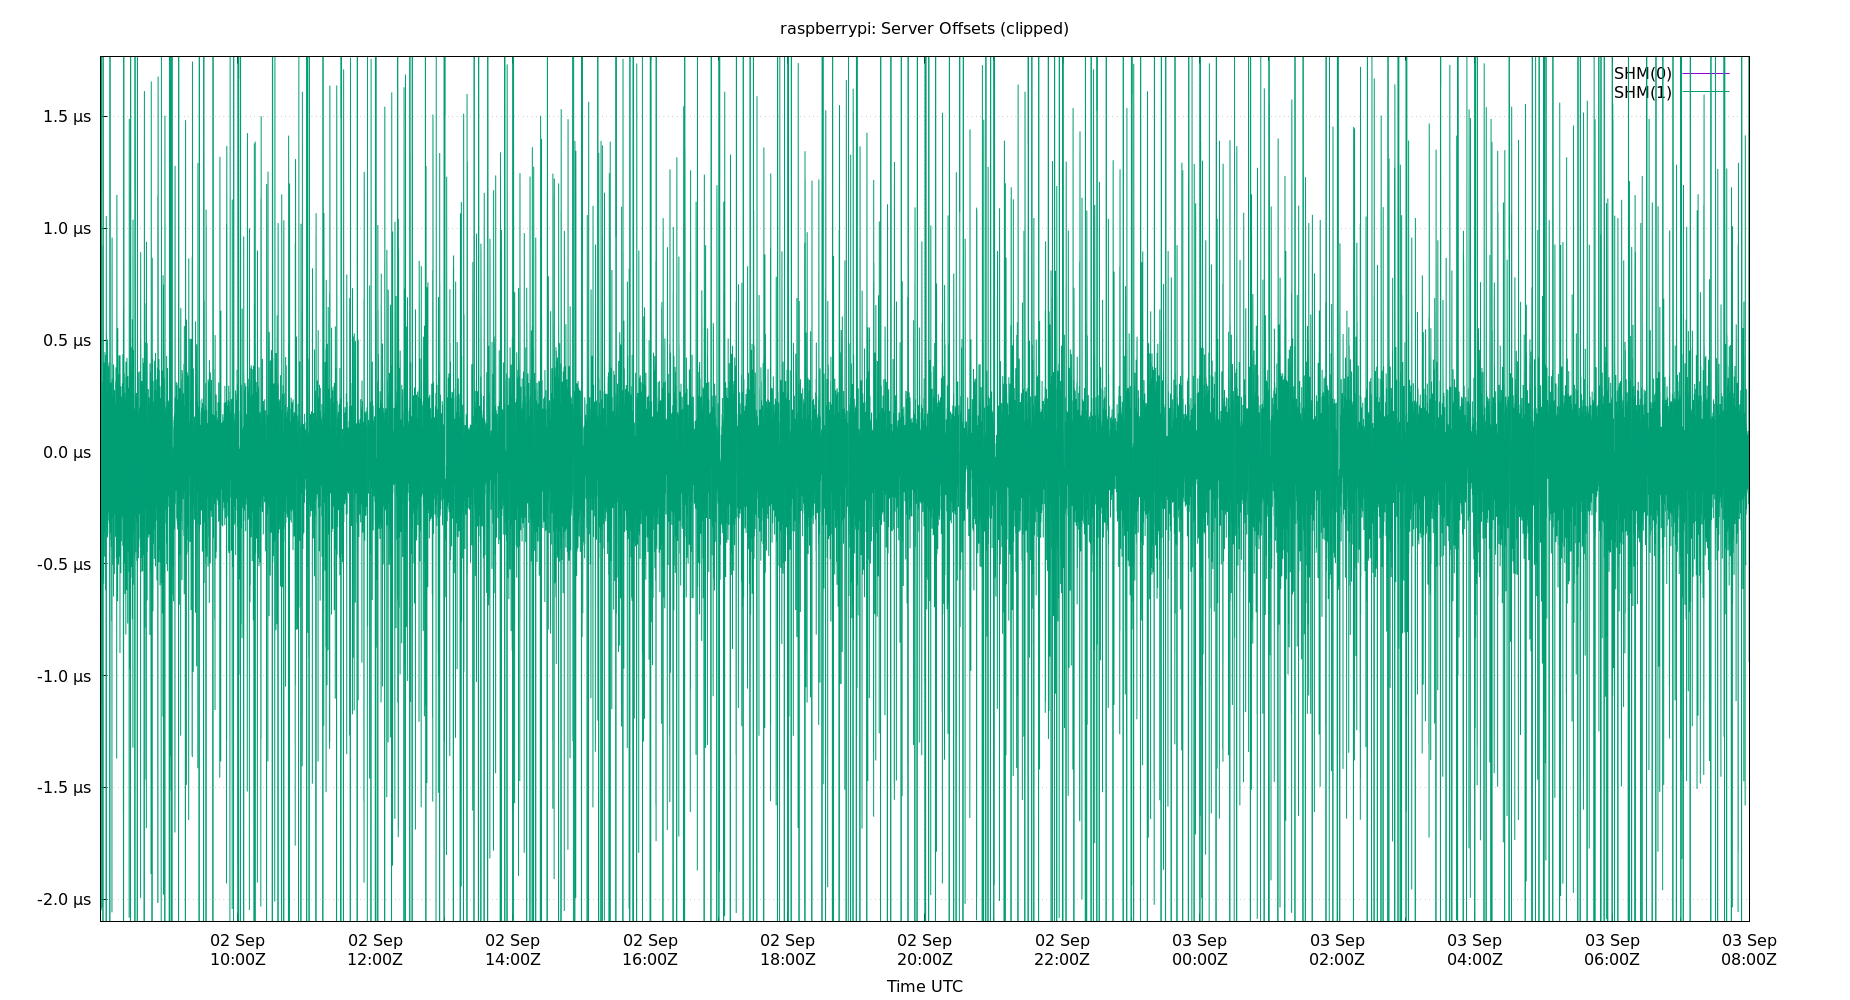 raspberrypi: Server Offsets (clipped)
SHM(0)
SHM(1)
1.5 µs
1.0 µs
0.5 µs
0.0 µs
-0.5 µs
-1.0 µs
-1.5 µs
-2.0 µs
02 Sep 02 Sep 02 Sep 02 Sep 02 Sep 02 Sep 02 Sep 03 Sep 03 Sep 03 Sep 03 Sep 03 Sep
10:00Z 12:00Z 14:00Z 16:00Z 18:00Z 20:00Z 22:00Z 00:00Z 02:00Z 04:00Z 06:00Z 08:00Z
Time UTC